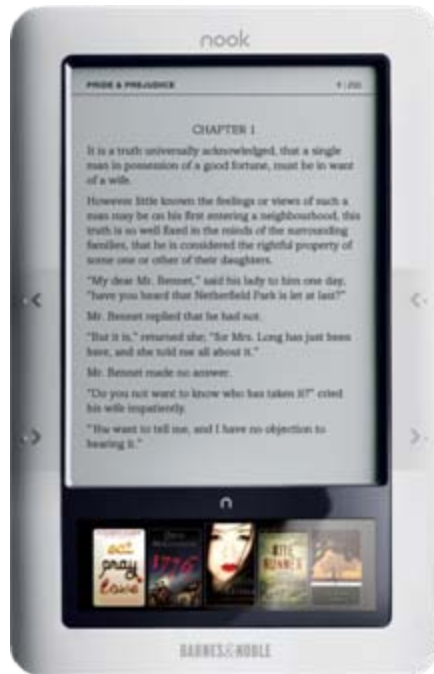 nook
PRIDE & PREJUDICE 9 | 250
CHAPTER 1
It is a truth universally acknowledged, that a single
man in possession of a good fortune, must be in want
of a wife.
However little known the feelings or views of such a
man may be on his first entering a neighbourhood, this
truth is so well fixed in the minds of the surrounding
families, that he is considered the rightful property of
some one or other of their daughters.
"My dear Mr. Bennet," said his lady to him one day,
"have you heard that Netherfield Park is let at last?"
Mr. Bennet replied that he had not.
"But it is," returned she; "for Mrs. Long has just been
here, and she told me all about it."
Mr. Bennet made no answer.
"Do you not want to know who has taken it?" cried
his wife impatiently.
"You want to tell me, and I have no objection to
hearing it."
n
eat
pray
love
1776
KITE
RUNNER
BARNES&NOBLE